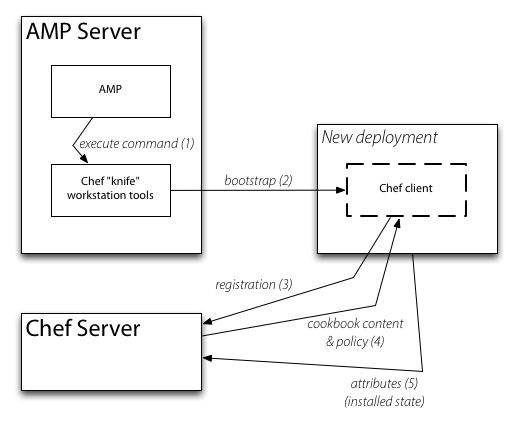 AMP Server
AMP
execute command (1)
Chef "knife"
workstation tools
bootstrap (2)
New deployment
Chef client
registration (3)
cookbook content
& policy (4)
Chef Server
attributes (5)
(installed state)